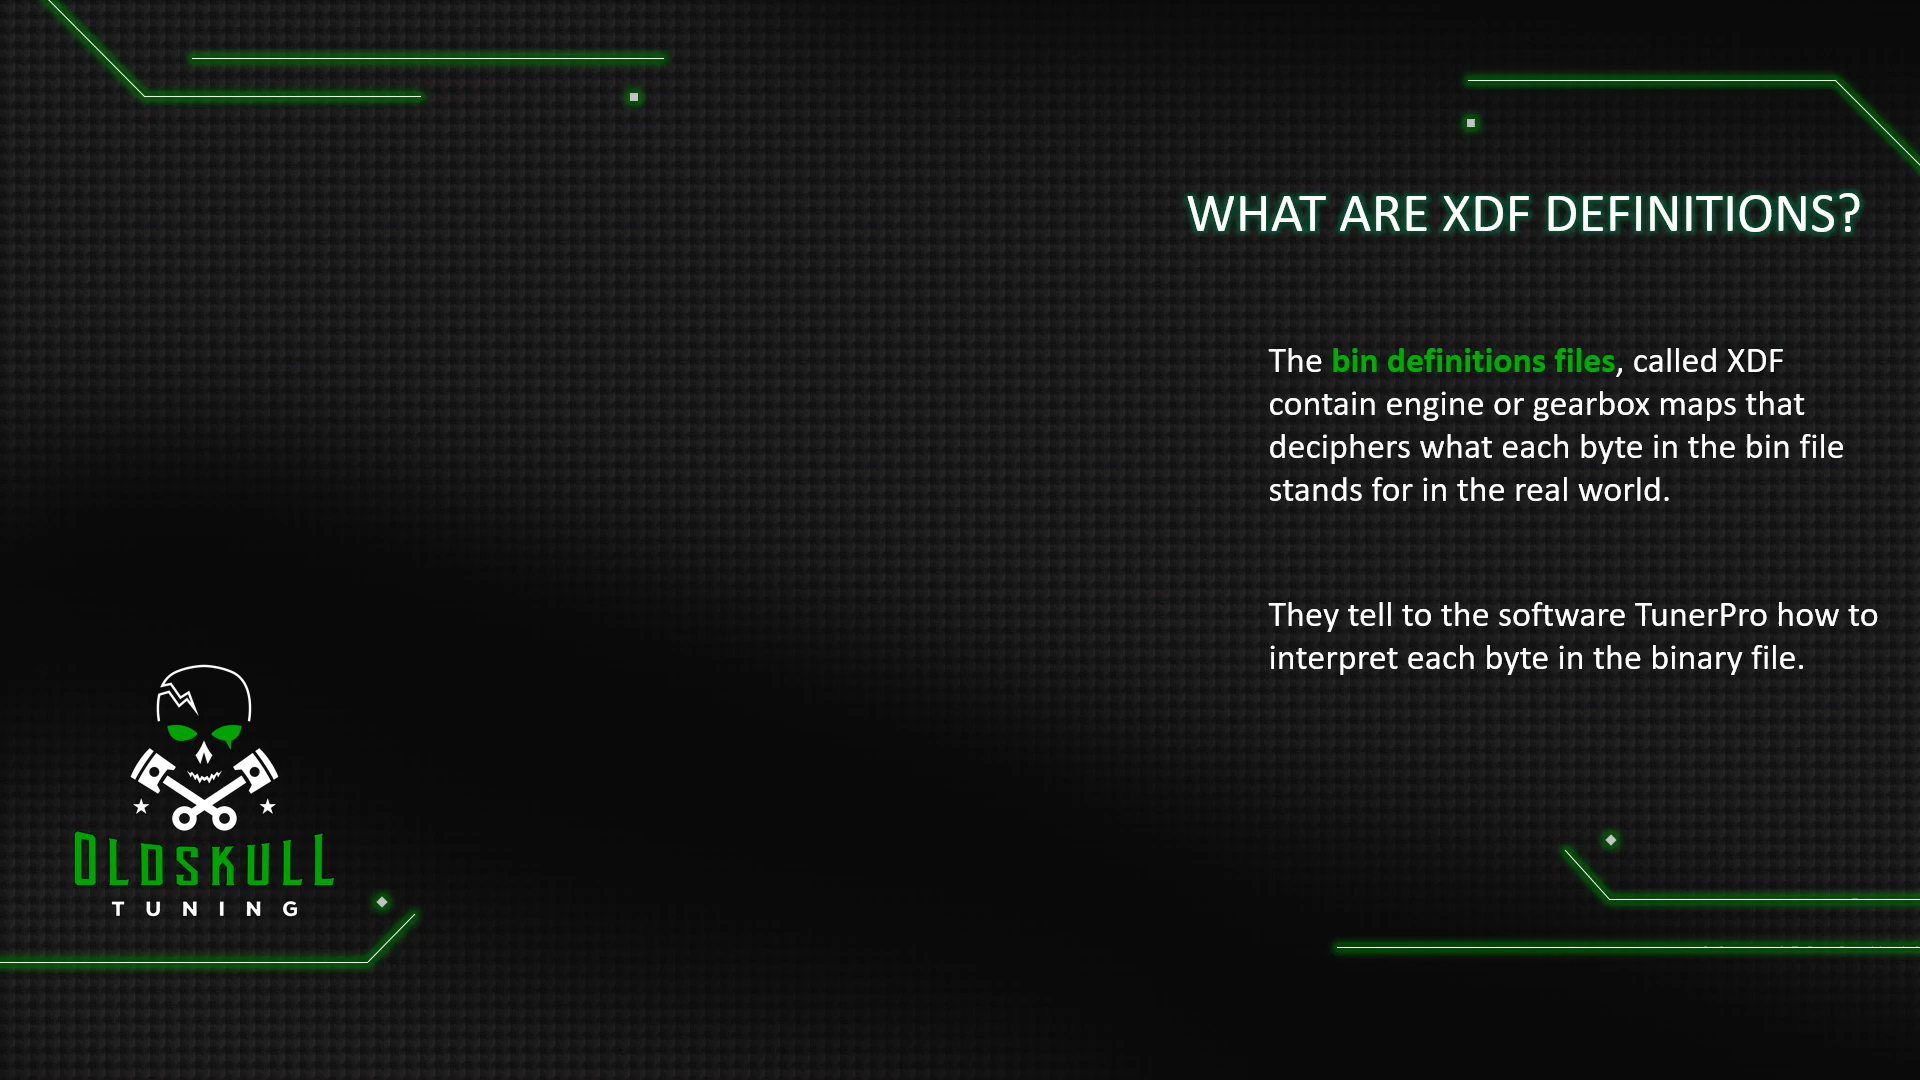 WHAT ARE XDF DEFINITIONS?
The bin definitions files, called XDF
contain engine or gearbox maps that
deciphers what each byte in the bin file
stands for in the real world.
They tell to the software TunerPro how to
interpret each byte in the binary file.
OLDSKULL
TUNING